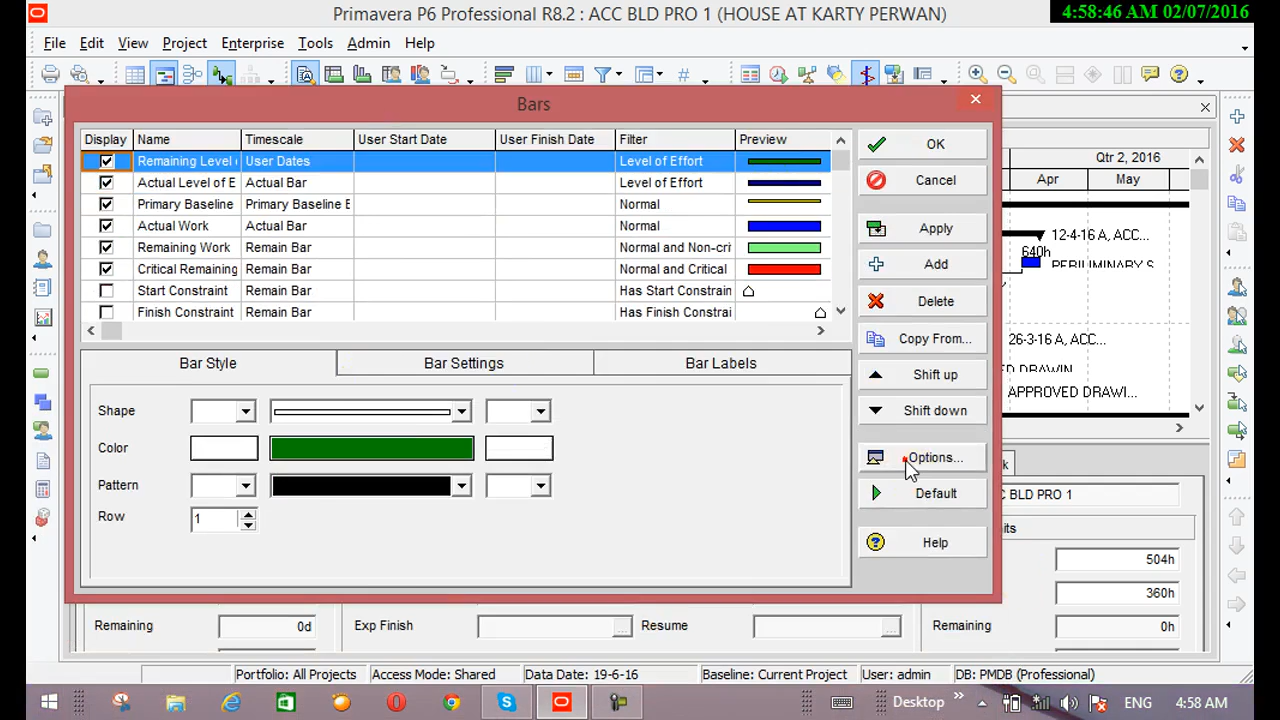 Primavera P6 Professional R8.2 : ACC BLD PRO 1 (HOUSE AT KARTY PERWAN)
4:58:46 AM 02/07/2016
File Edit View Project Enterprise Tools Admin Help
Bars
Display Name Timescale User Start Date User Finish Date Filter Preview
Remaining Level User Dates Level of Effort
Actual Level of E Actual Bar Level of Effort
Primary Baseline Primary Baseline E Normal
Actual Work Actual Bar Normal
Remaining Work Remain Bar Normal and Non-cri
Critical Remaining Remain Bar Normal and Critical
Start Constraint Remain Bar Has Start Constrain
Finish Constraint Remain Bar Has Finish Constrai
OK
Cancel
Apply
Add
Delete
Copy From...
Shift up
Shift down
Options...
Default
Help
Bar Style Bar Settings Bar Labels
Shape
Color
Pattern
Row 1
Qtr 2, 2016
Apr May
12-4-16 A, ACC...
640h
26-3-16 A, ACC...
APPROVED DRAWI...
ACC BLD PRO 1
504h
360h
Remaining 0d Exp Finish Resume Remaining 0h
Portfolio: All Projects Access Mode: Shared Data Date: 19-6-16 Baseline: Current Project User: admin DB: PMDB (Professional)
Desktop ENG 4:58 AM